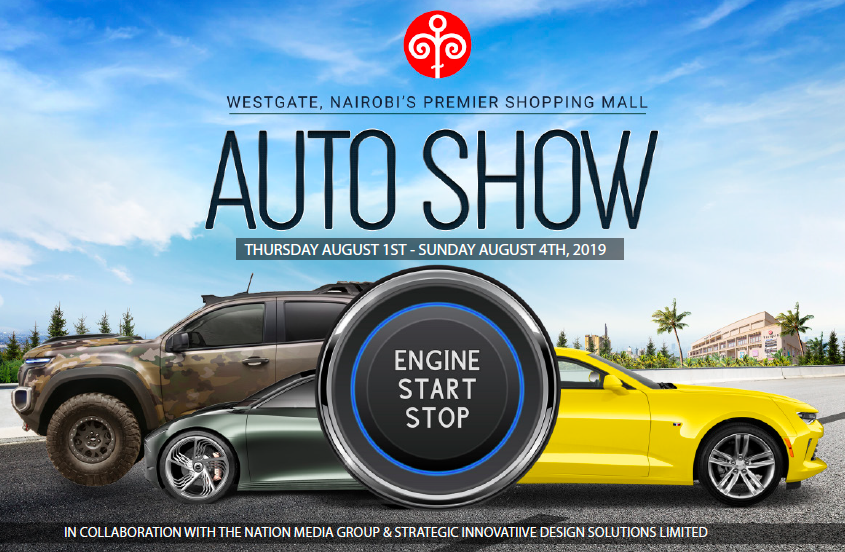 WESTGATE, NAIROBI'S PREMIER SHOPPING MALL
AUTO SHOW
THURSDAY AUGUST 1ST - SUNDAY AUGUST 4TH, 2019
ENGINE
START
STOP
IN COLLABORATION WITH THE NATION MEDIA GROUP & STRATEGIC INNOVATIIVE DESIGN SOLUTIONS LIMITED